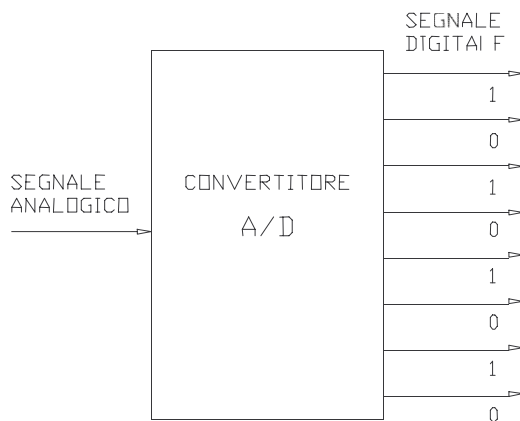 SEGNALE
DIGITALE
1
0
SEGNALE
ANALOGICO
CONVERTITORE
A/D
1
0
1
0
1
0